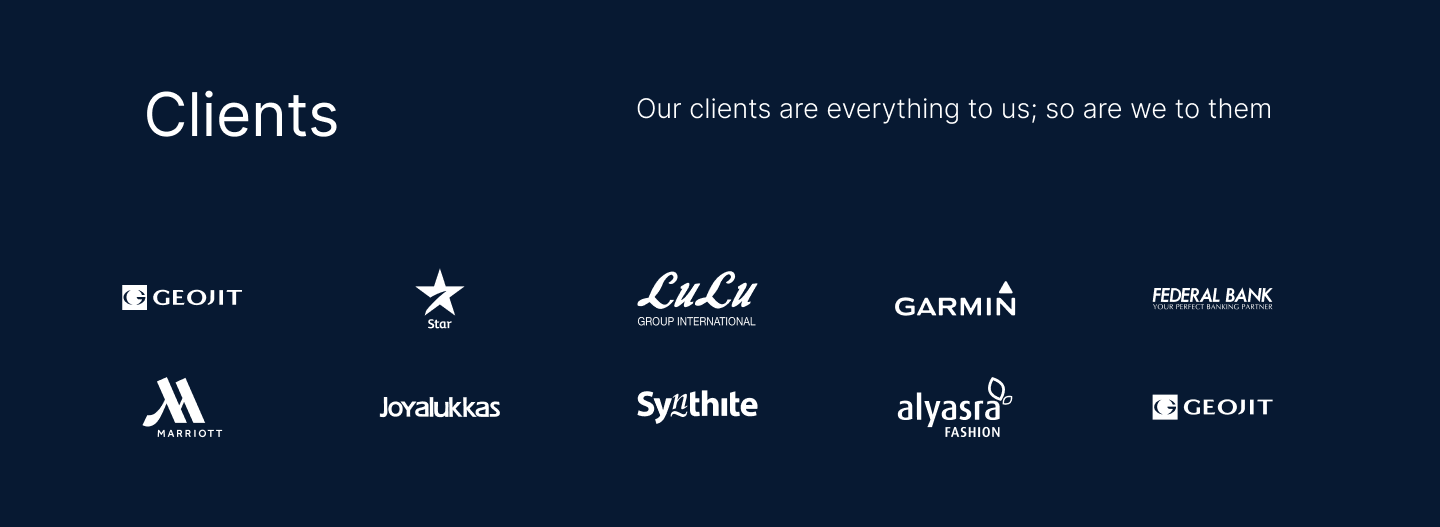 Clients
Our clients are everything to us; so are we to them
GEOJIT
Star
LuLu
GROUP INTERNATIONAL
GARMIN
FEDERAL BANK
YOUR PERFECT BANKING PARTNER
MARRIOTT
Joyalukkas
Synthite
alyasra
FASHION
GEOJIT